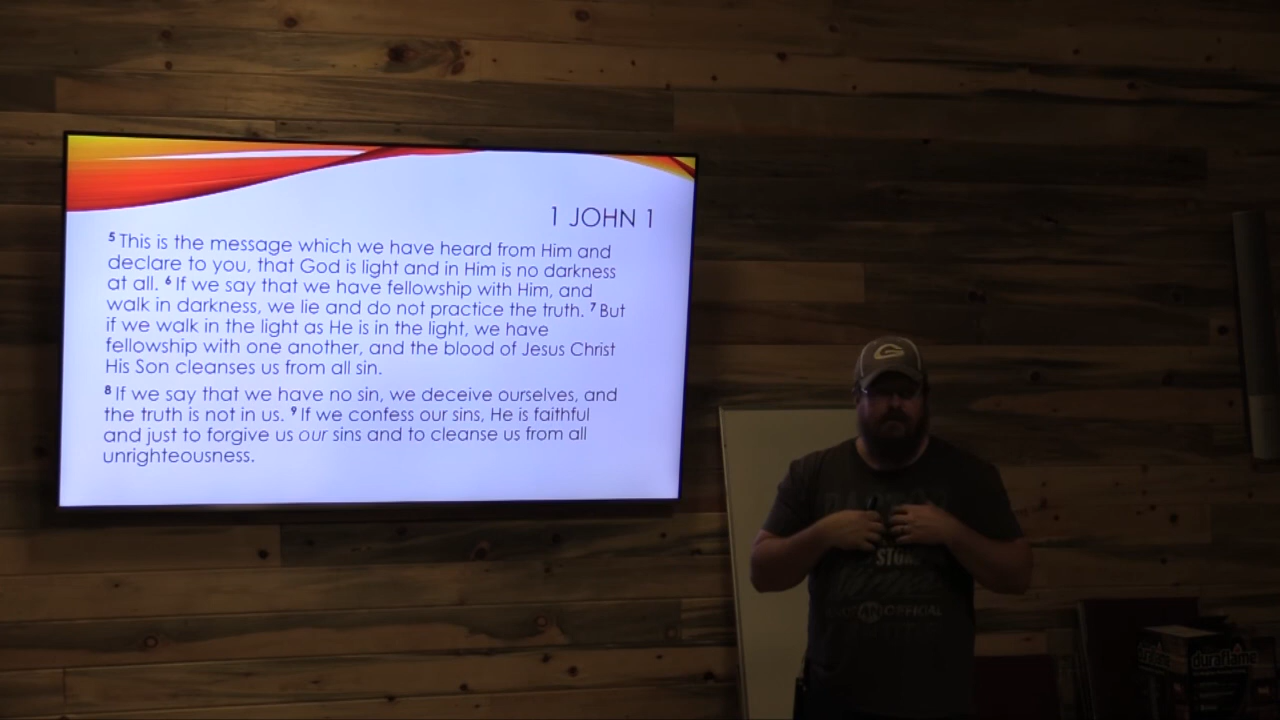 1 JOHN 1
⁵ This is the message which we have heard from Him and
declare to you, that God is light and in Him is no darkness
at all. ⁶ If we say that we have fellowship with Him, and
walk in darkness, we lie and do not practice the truth. ⁷ But
if we walk in the light as He is in the light, we have
fellowship with one another, and the blood of Jesus Christ
His Son cleanses us from all sin.
⁸ If we say that we have no sin, we deceive ourselves, and
the truth is not in us. ⁹ If we confess our sins, He is faithful
and just to forgive us our sins and to cleanse us from all
unrighteousness.
G
duraflame